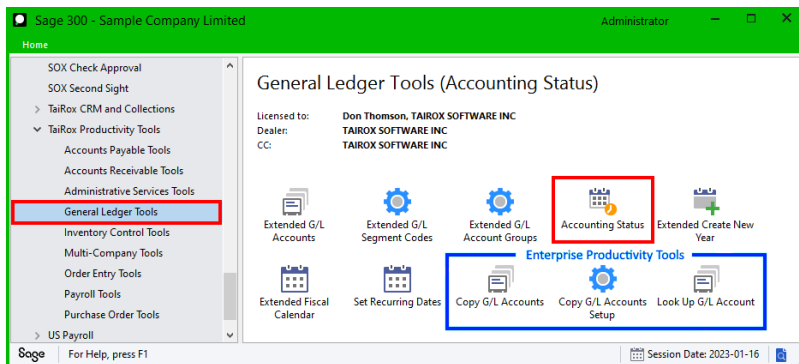 Sage 300 - Sample Company Limited
Administrator
Home
SOX Check Approval
SOX Second Sight
TaiRox CRM and Collections
TaiRox Productivity Tools
Accounts Payable Tools
Accounts Receivable Tools
Administrative Services Tools
General Ledger Tools
Inventory Control Tools
Multi-Company Tools
Order Entry Tools
Payroll Tools
Purchase Order Tools
US Payroll
General Ledger Tools (Accounting Status)
Licensed to: Don Thomson, TAIROX SOFTWARE INC
Dealer: TAIROX SOFTWARE INC
CC: TAIROX SOFTWARE INC
Extended G/L
Accounts
Extended G/L
Segment Codes
Extended G/L
Account Groups
Accounting Status
Extended Create New
Year
Enterprise Productivity Tools
Extended Fiscal
Calendar
Set Recurring Dates
Copy G/L Accounts
Copy G/L Accounts
Setup
Look Up G/L Account
Sage
For Help, press F1
Session Date: 2023-01-16